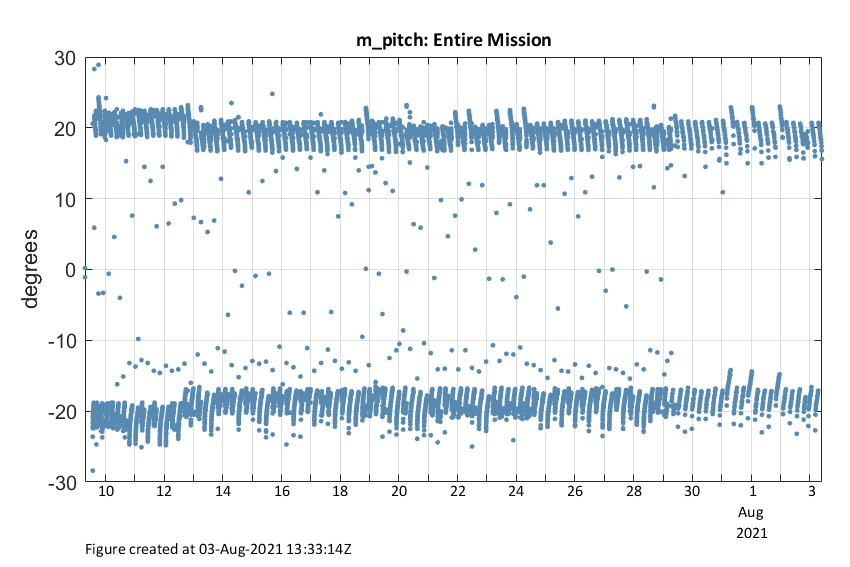 m_pitch: Entire Mission
30
20
10
0
-10
-20
-30
degrees
10 12 14 16 18 20 22 24 26 28 30 1 3
Aug
2021
Figure created at 03-Aug-2021 13:33:14Z